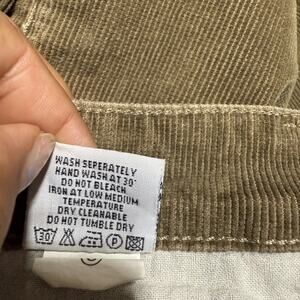 WASH SEPERATELY
HAND WASH AT 30°
DO NOT BLEACH
IRON AT LOW MEDIUM
TEMPERATURE
DRY CLEANABLE
DO NOT TUMBLE DRY
30 P